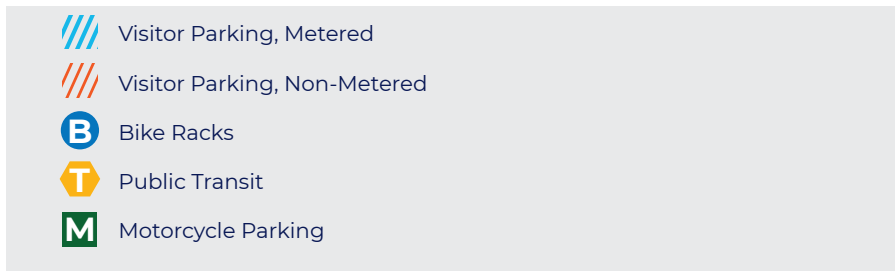 Visitor Parking, Metered
Visitor Parking, Non-Metered
B Bike Racks
T Public Transit
M Motorcycle Parking